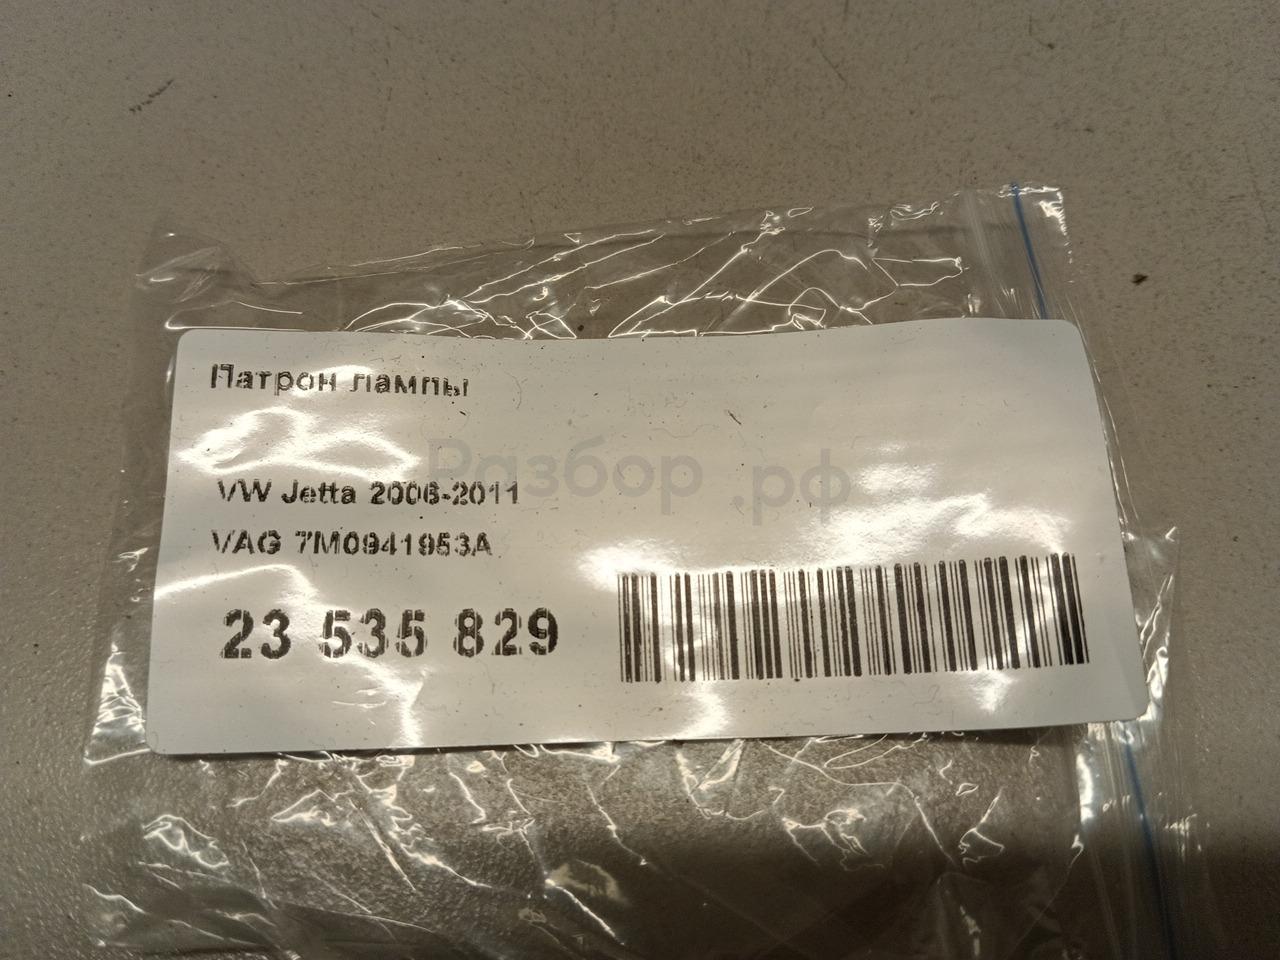 Патрон лампы
Разбор.рф
VW Jetta 2006-2011
VAG 7M0941953A
23 535 829